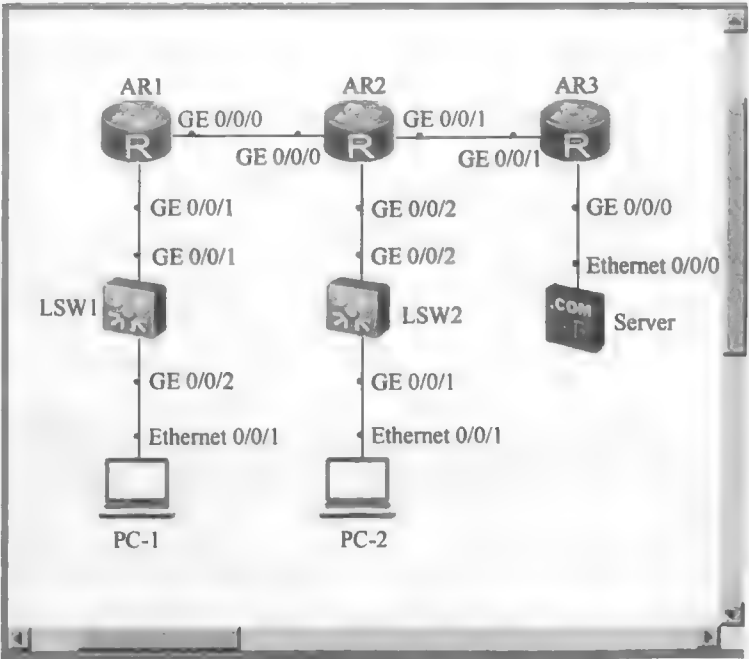 AR1 AR2 AR3
GE 0/0/0 GE 0/0/1
R R R
GE 0/0/0 GE 0/0/1
GE 0/0/1 GE 0/0/2 GE 0/0/0
GE 0/0/1 GE 0/0/2 Ethernet 0/0/0
LSW1 LSW2 .COM Server
GE 0/0/2 GE 0/0/1
Ethernet 0/0/1 Ethernet 0/0/1
PC-1 PC-2